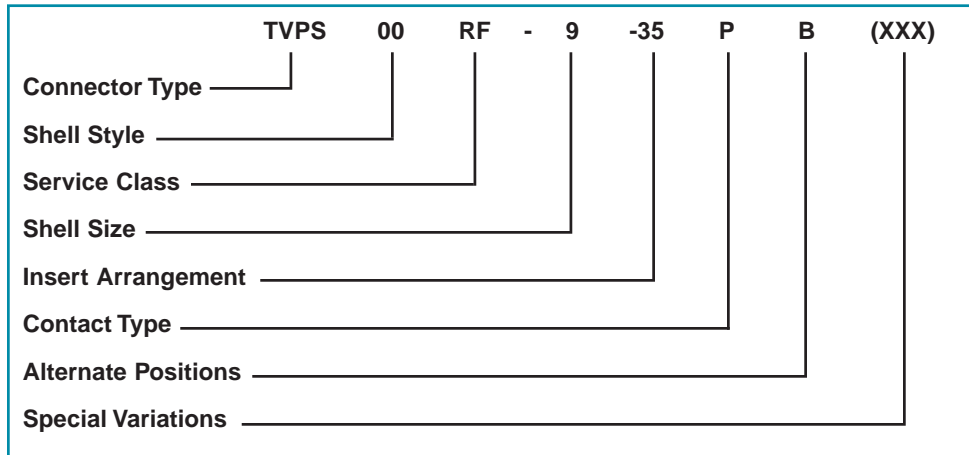 TVPS 00 RF - 9 -35 P B (XXX)
Connector Type
Shell Style
Service Class
Shell Size
Insert Arrangement
Contact Type
Alternate Positions
Special Variations